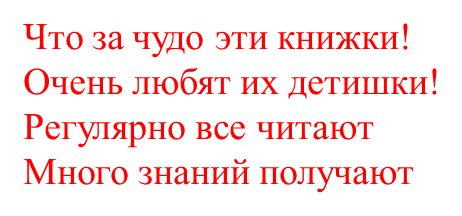 Что за чудо эти книжки!
Очень любят их детишки!
Регулярно все читают
Много знаний получают